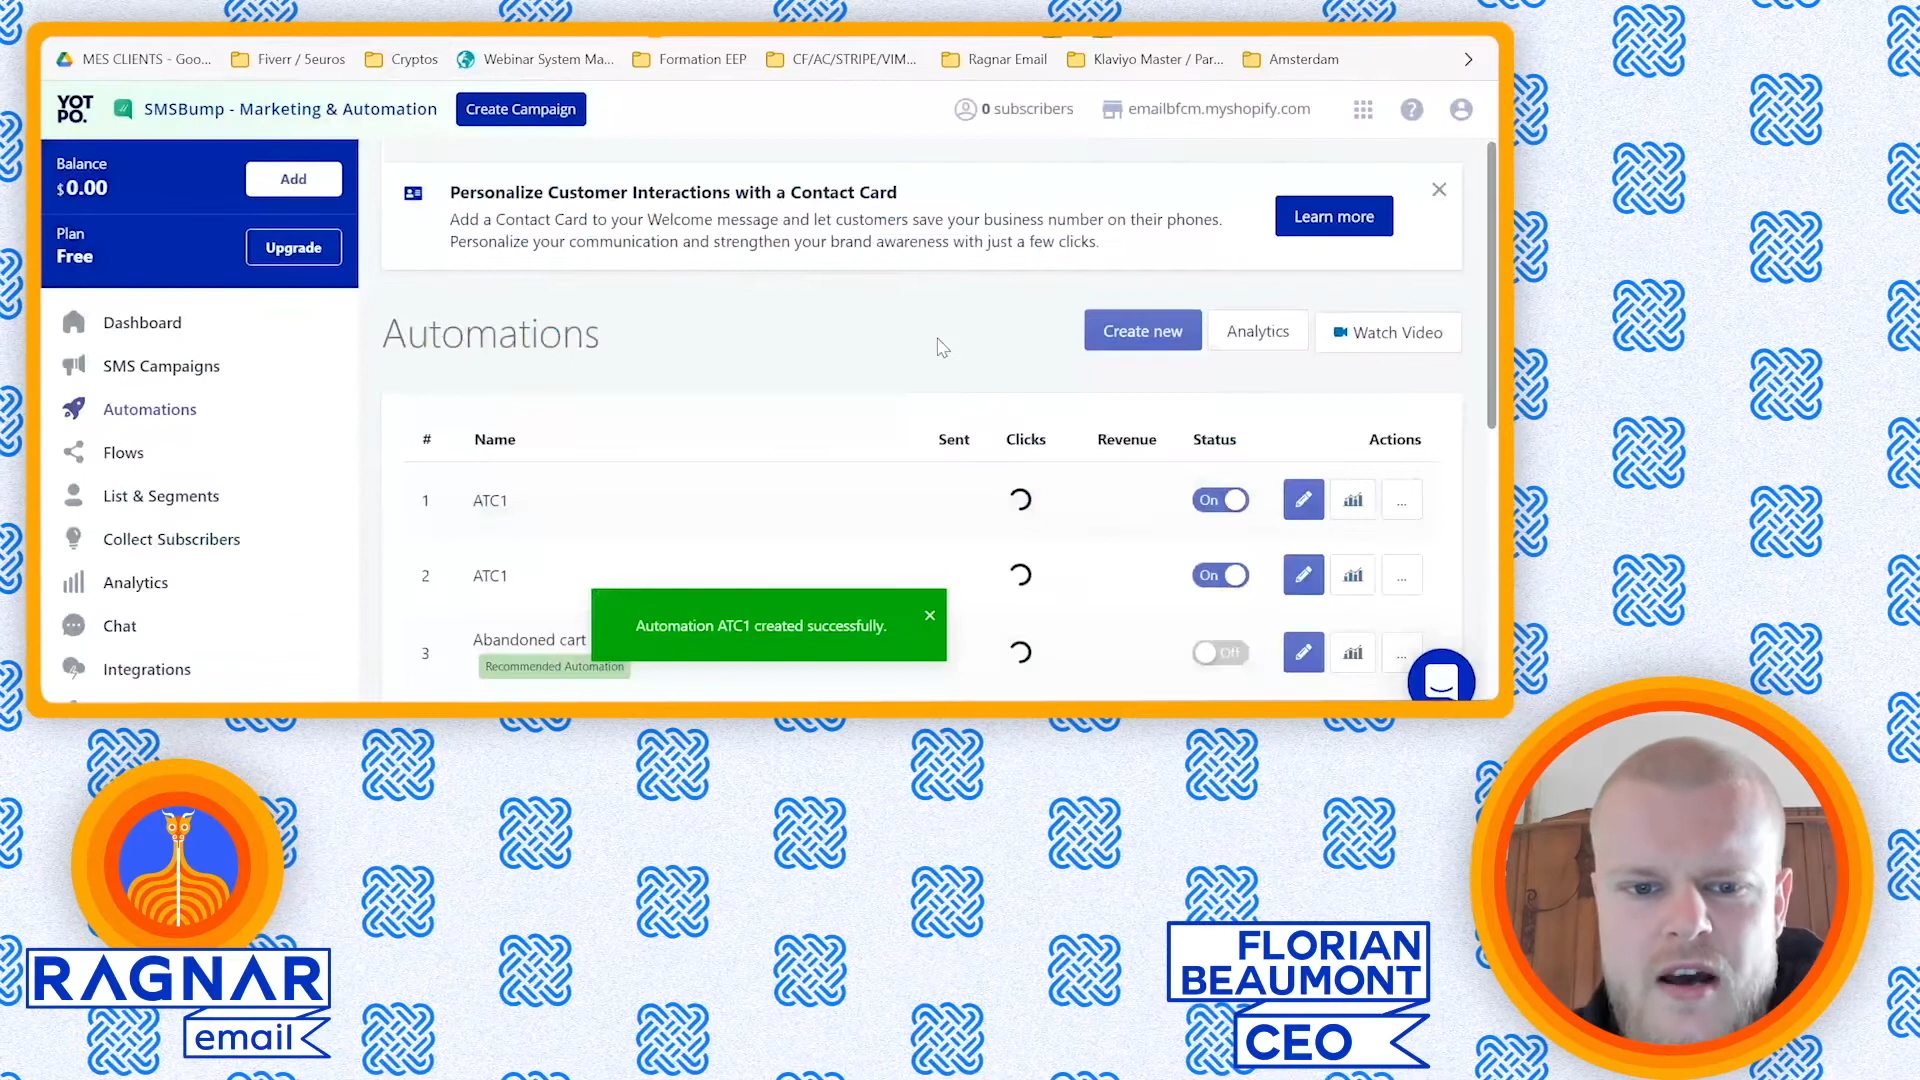 MES CLIENTS - Goo...
Fiverr / 5euros
Cryptos
Webinar System Ma...
Formation EEP
CF/AC/STRIPE/VIM...
Ragnar Email
Klaviyo Master / Par...
Amsterdam
YOT
PO.
SMSBump - Marketing & Automation
Create Campaign
0 subscribers
emailbfcm.myshopify.com
?
Balance
$0.00
Add
Plan
Free
Upgrade
Dashboard
SMS Campaigns
Automations
Flows
List & Segments
Collect Subscribers
Analytics
Chat
Integrations
Personalize Customer Interactions with a Contact Card
Add a Contact Card to your Welcome message and let customers save your business number on their phones.
Personalize your communication and strengthen your brand awareness with just a few clicks.
Learn more
Automations
Create new
Analytics
Watch Video
# Name Sent Clicks Revenue Status Actions
1 ATC1 On ...
2 ATC1 On ...
3 Abandoned cart Off ...
Recommended Automation
Automation ATC1 created successfully.
RAGNAR
email
FLORIAN
BEAUMONT
CEO